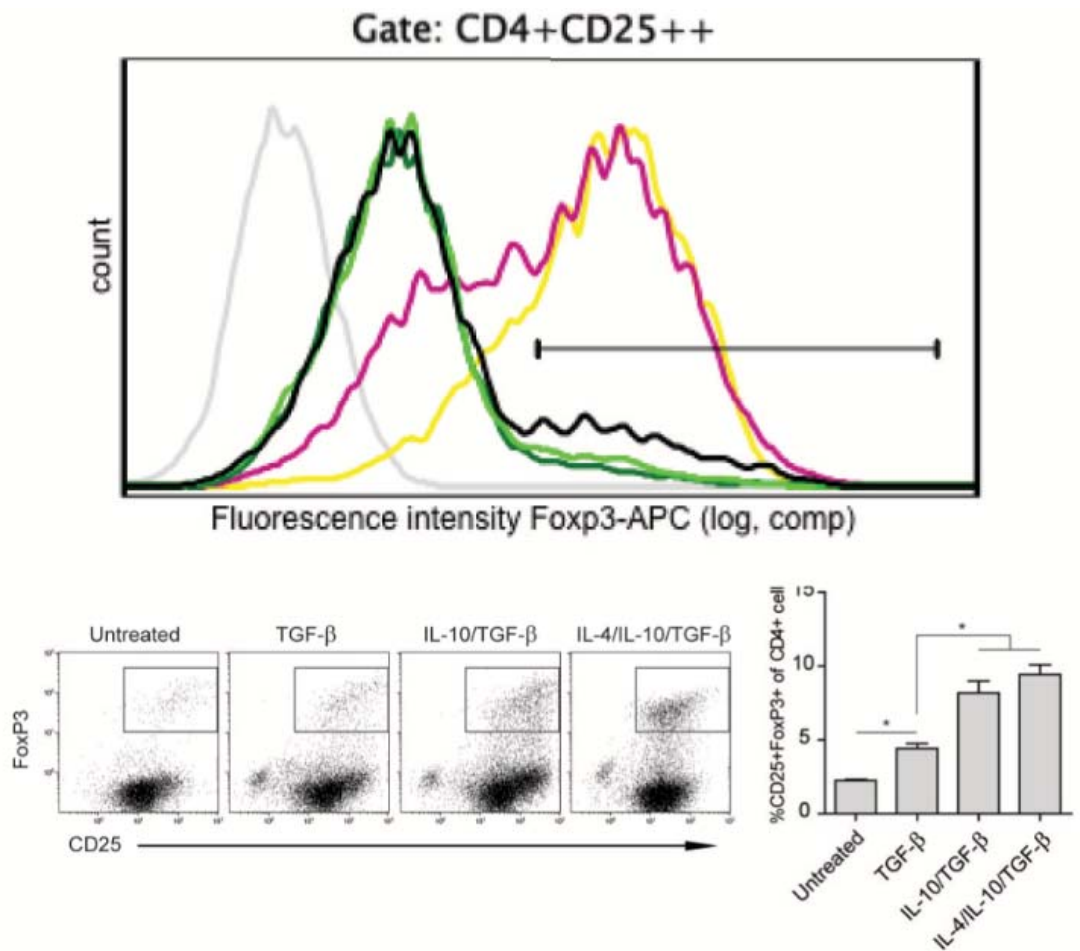 Gate: CD4+CD25++
count
Fluorescence intensity Foxp3-APC (log, comp)
Untreated
TGF-β
IL-10/TGF-β
IL-4/IL-10/TGF-β
FoxP3
CD25
%CD25+FoxP3+ of CD4+ cell
15
10
5
0
*
*
Untreated
TGF-β
IL-10/TGF-β
IL-4/IL-10/TGF-β